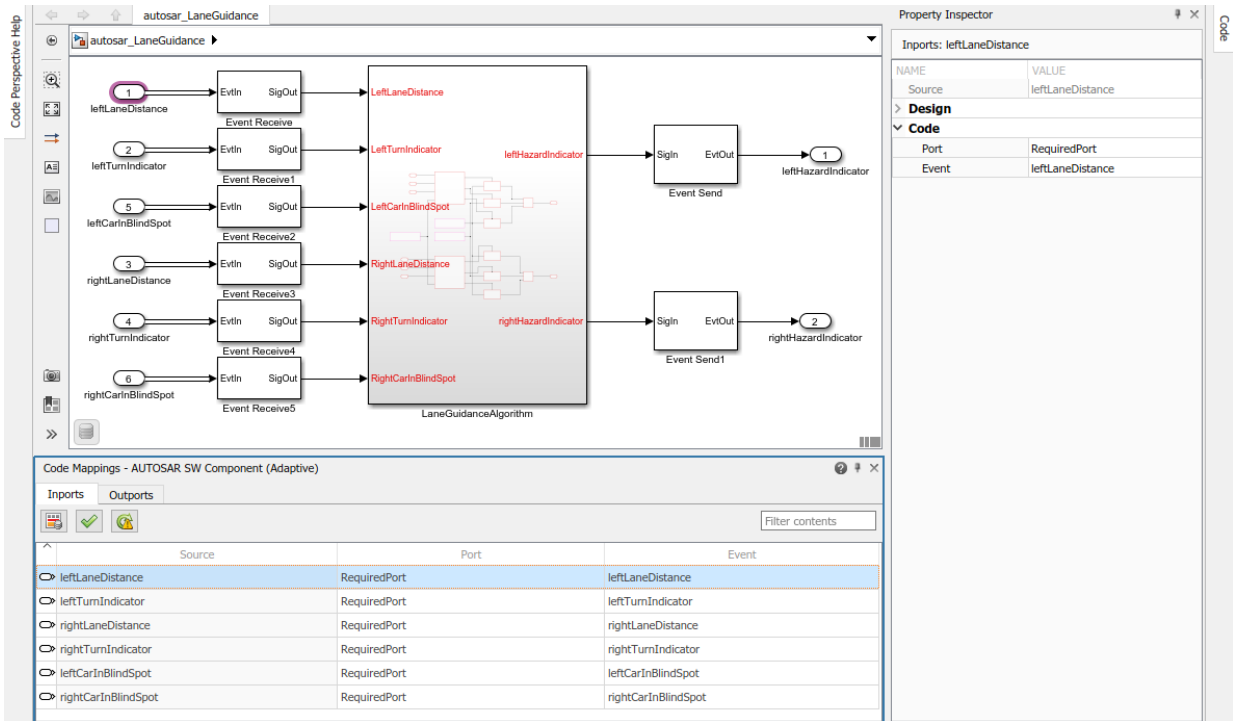 Code Perspective Help
autosar_LaneGuidance
autosar_LaneGuidance
1
leftLaneDistance
EvtIn SigOut
Event Receive
2
leftTurnIndicator
EvtIn SigOut
Event Receive1
5
leftCarInBlindSpot
EvtIn SigOut
Event Receive2
3
rightLaneDistance
EvtIn SigOut
Event Receive3
4
rightTurnIndicator
EvtIn SigOut
Event Receive4
6
rightCarInBlindSpot
EvtIn SigOut
Event Receive5
LeftLaneDistance
LeftTurnIndicator
LeftCarInBlindSpot
RightLaneDistance
RightTurnIndicator
RightCarInBlindSpot
leftHazardIndicator
rightHazardIndicator
LaneGuidanceAlgorithm
SigIn EvtOut
Event Send
1
leftHazardIndicator
SigIn EvtOut
Event Send1
2
rightHazardIndicator
Property Inspector
Inports: leftLaneDistance
NAME VALUE
Source leftLaneDistance
Design
Code
Port RequiredPort
Event leftLaneDistance
Code
Code Mappings - AUTOSAR SW Component (Adaptive)
Inports Outports
Filter contents
Source Port Event
leftLaneDistance RequiredPort leftLaneDistance
leftTurnIndicator RequiredPort leftTurnIndicator
rightLaneDistance RequiredPort rightLaneDistance
rightTurnIndicator RequiredPort rightTurnIndicator
leftCarInBlindSpot RequiredPort leftCarInBlindSpot
rightCarInBlindSpot RequiredPort rightCarInBlindSpot